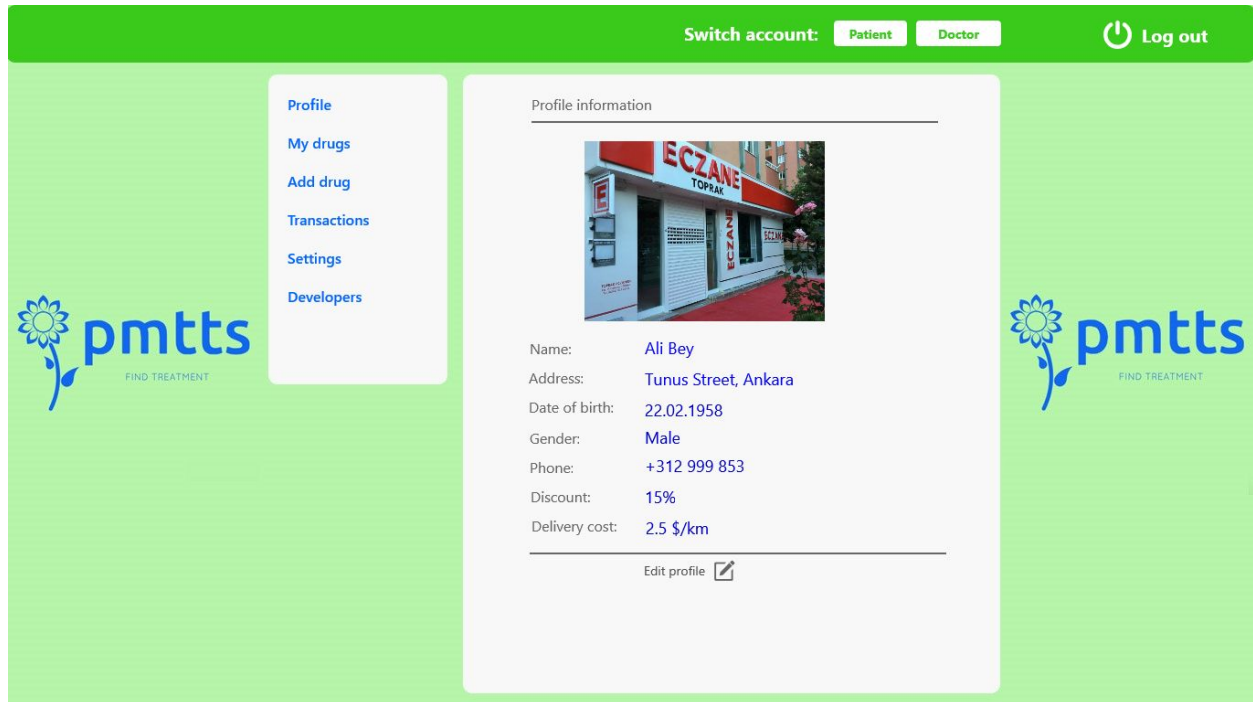 Switch account: Patient Doctor Log out
Profile
My drugs
Add drug
Transactions
Settings
Developers
pmtts
FIND TREATMENT
Profile information
ECZANE
TOPRAK
E
ECZANE
ECZANE
Name: Ali Bey
Address: Tunus Street, Ankara
Date of birth: 22.02.1958
Gender: Male
Phone: +312 999 853
Discount: 15%
Delivery cost: 2.5 $/km
Edit profile
pmtts
FIND TREATMENT